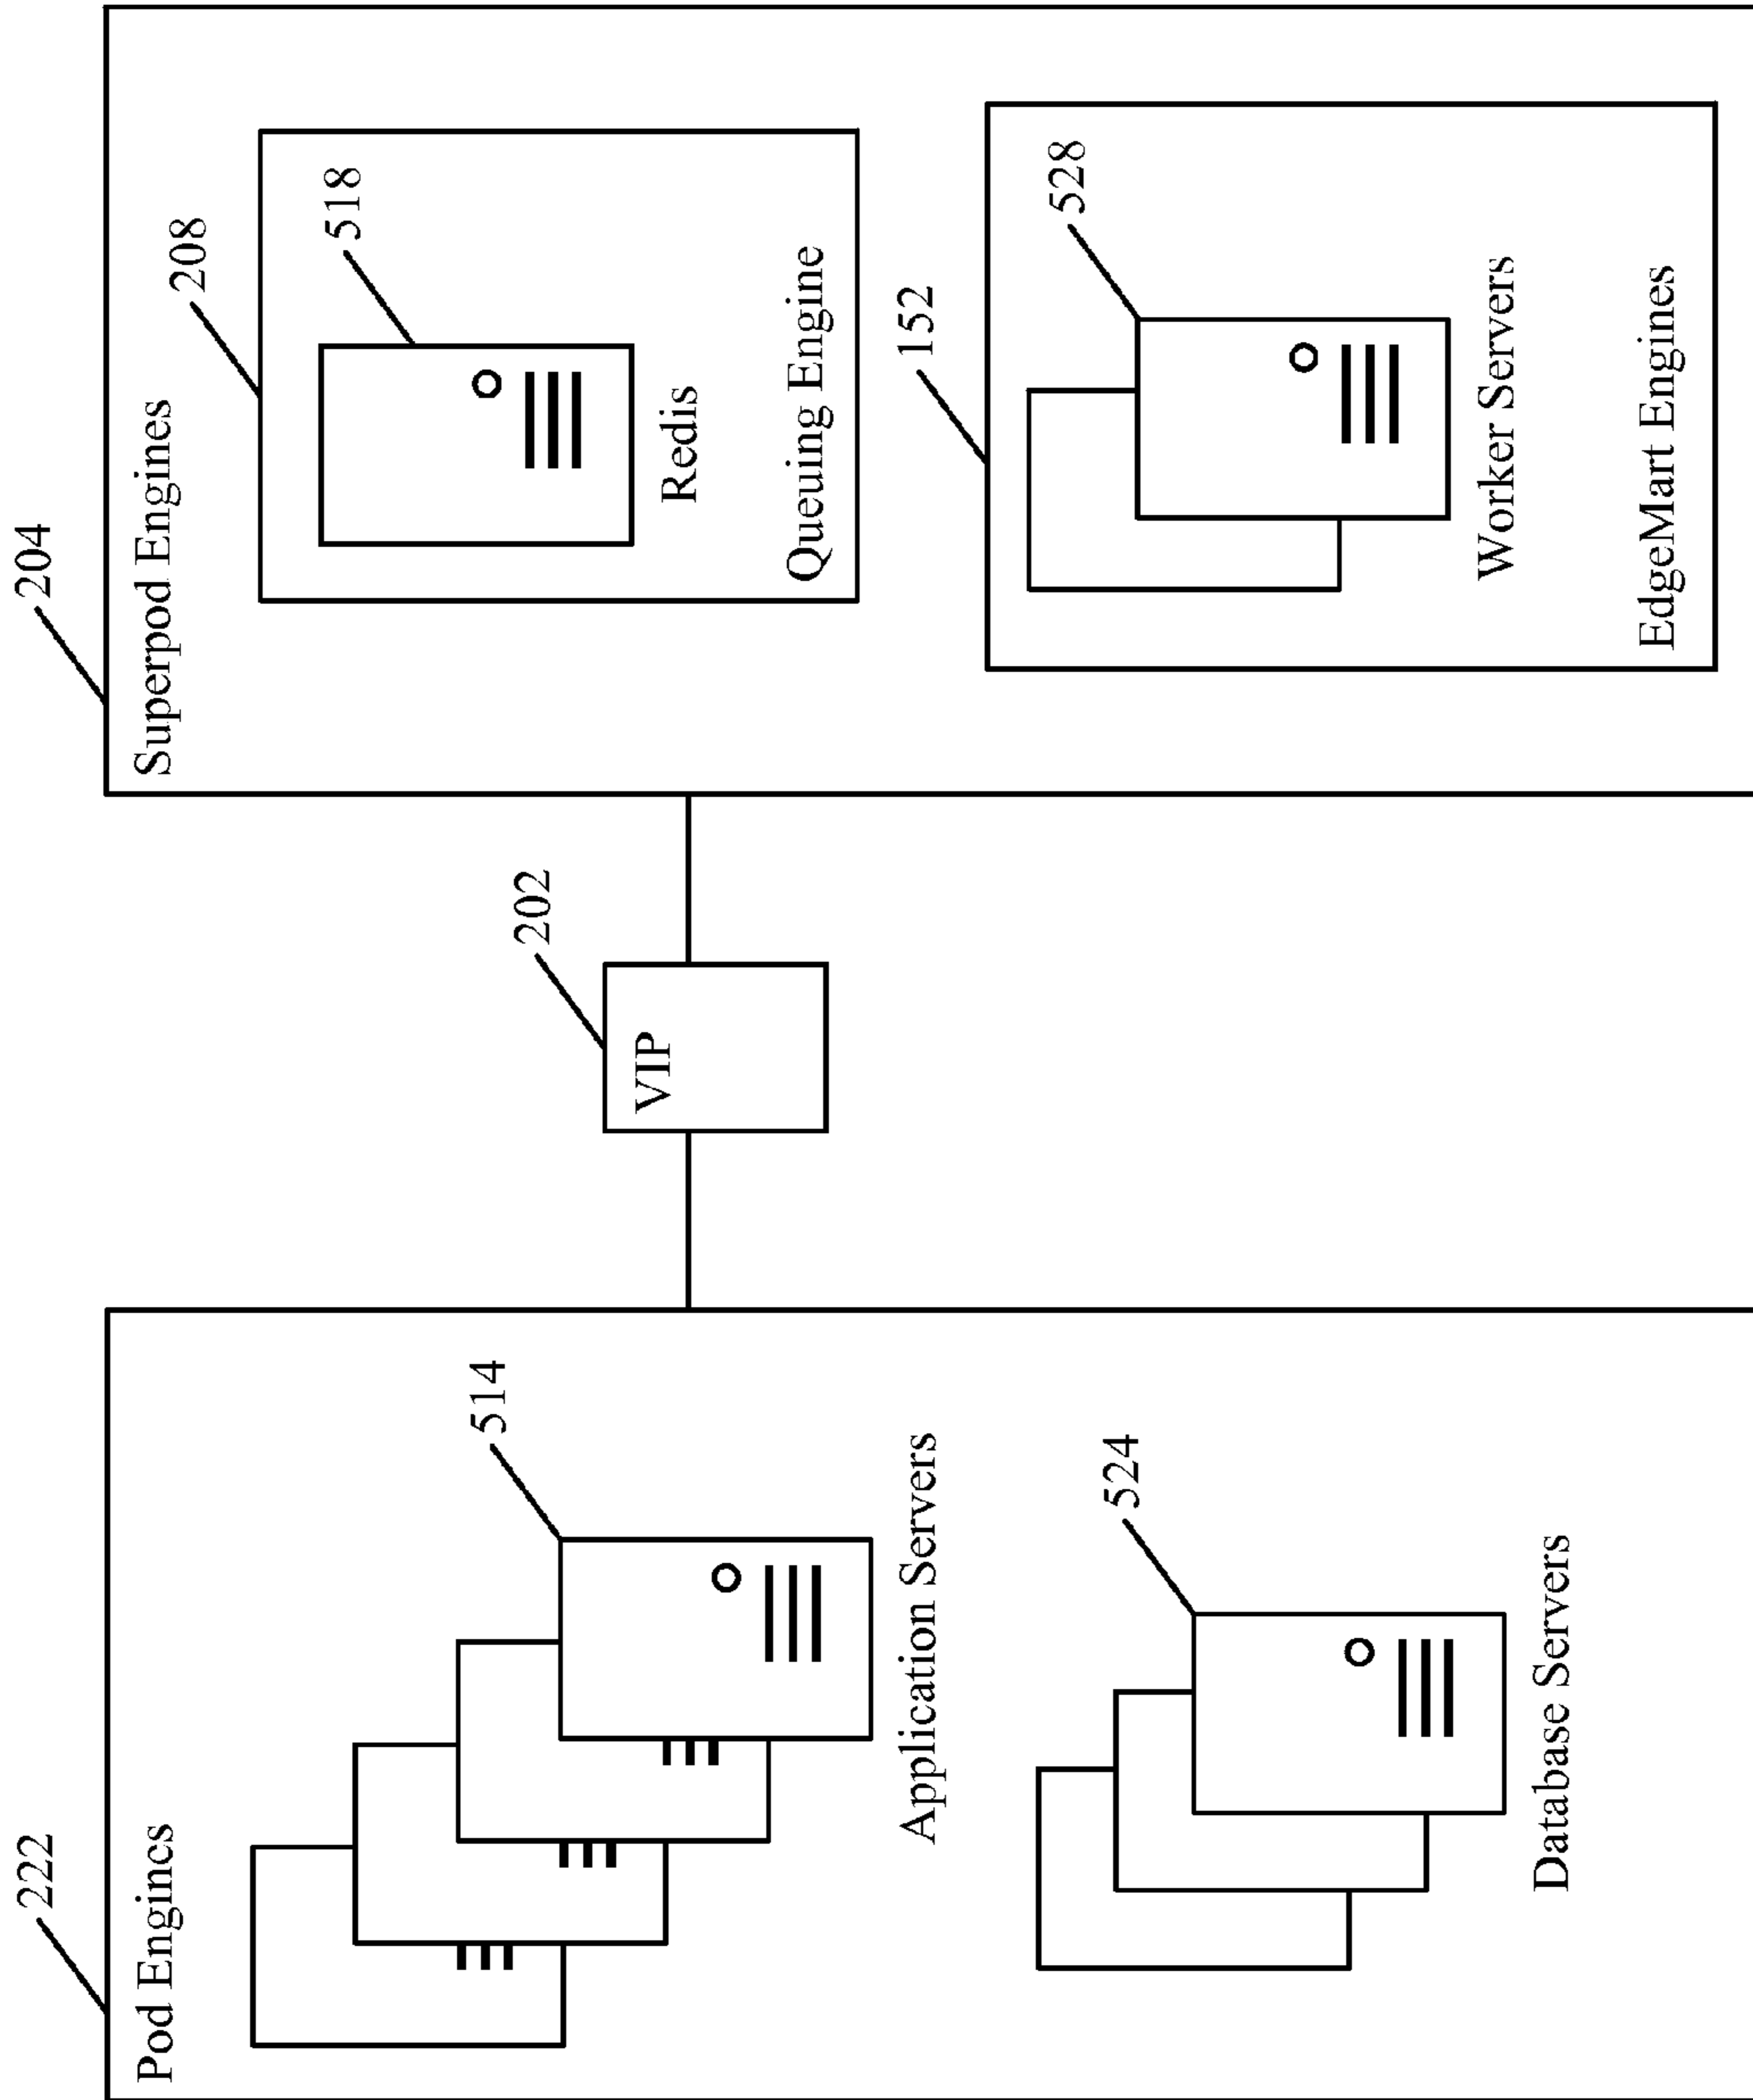 222
Pod Engines
514
Application Servers
524
Database Servers
202
VIP
204
Superpod Engines
208
518
Redis
Queuing Engine
152
528
Worker Servers
EdgeMart Engines